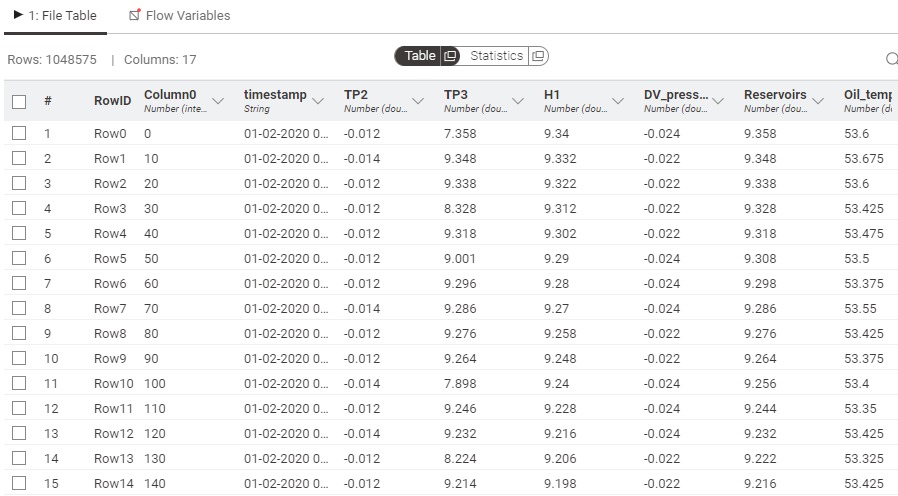 1: File Table Flow Variables
Rows: 1048575 | Columns: 17 Table Statistics
# RowID Column0 timestamp TP2 TP3 H1 DV_press... Reservoirs Oil_temp
Number (inte... String Number (dou... Number (dou... Number (dou... Number (dou... Number (dou... Number (d
1 Row0 0 01-02-2020 0... -0.012 7.358 9.34 -0.024 9.358 53.6
2 Row1 10 01-02-2020 0... -0.014 9.348 9.332 -0.022 9.348 53.675
3 Row2 20 01-02-2020 0... -0.012 9.338 9.322 -0.022 9.338 53.6
4 Row3 30 01-02-2020 0... -0.012 8.328 9.312 -0.022 9.328 53.425
5 Row4 40 01-02-2020 0... -0.012 9.318 9.302 -0.022 9.318 53.475
6 Row5 50 01-02-2020 0... -0.012 9.001 9.29 -0.024 9.308 53.5
7 Row6 60 01-02-2020 0... -0.012 9.296 9.28 -0.024 9.298 53.375
8 Row7 70 01-02-2020 0... -0.014 9.286 9.27 -0.024 9.286 53.55
9 Row8 80 01-02-2020 0... -0.012 9.276 9.258 -0.022 9.276 53.425
10 Row9 90 01-02-2020 0... -0.012 9.264 9.248 -0.022 9.264 53.375
11 Row10 100 01-02-2020 0... -0.014 7.898 9.24 -0.024 9.256 53.4
12 Row11 110 01-02-2020 0... -0.012 9.246 9.228 -0.024 9.244 53.35
13 Row12 120 01-02-2020 0... -0.014 9.232 9.216 -0.024 9.232 53.425
14 Row13 130 01-02-2020 0... -0.012 8.224 9.206 -0.022 9.222 53.325
15 Row14 140 01-02-2020 0... -0.012 9.214 9.198 -0.022 9.216 53.425